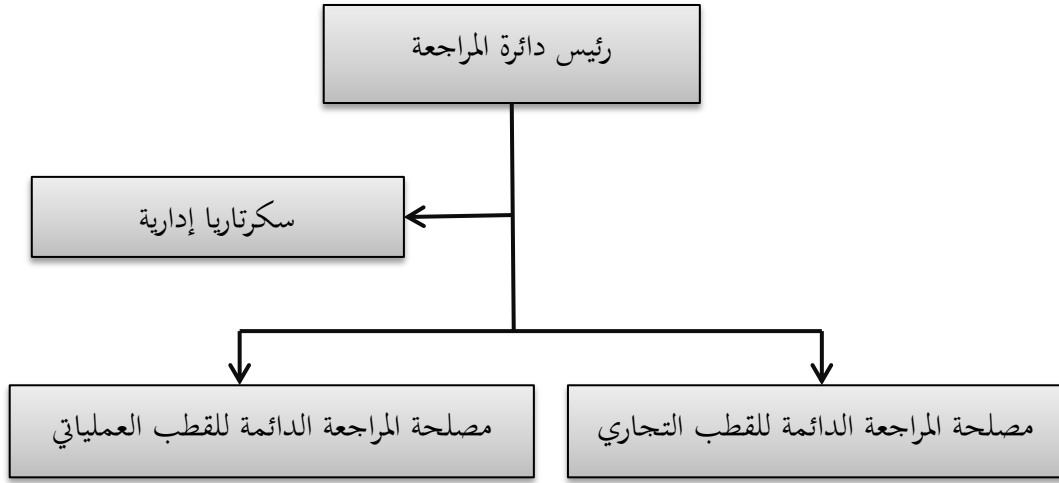 رئيس دائرة المراجعة
سكرتاريا إدارية
مصلحة المراجعة الدائمة للقطب التجاري
مصلحة المراجعة الدائمة للقطب العملياتي